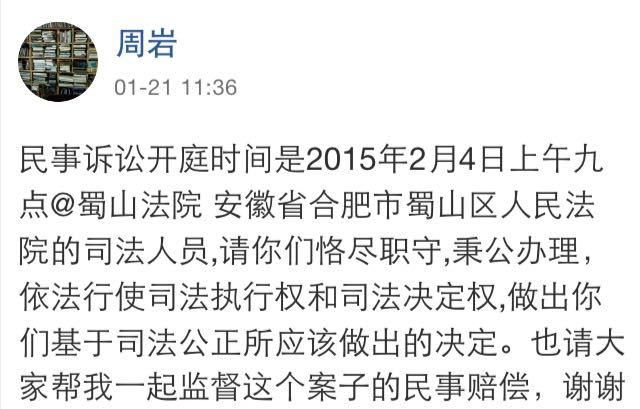 周岩
01-21 11:36
民事诉讼开庭时间是2015年2月4日上午九
点@蜀山法院 安徽省合肥市蜀山区人民法
院的司法人员,请你们恪尽职守,秉公办理，
依法行使司法执行权和司法决定权,做出你
们基于司法公正所应该做出的决定。也请大
家帮我一起监督这个案子的民事赔偿，谢谢